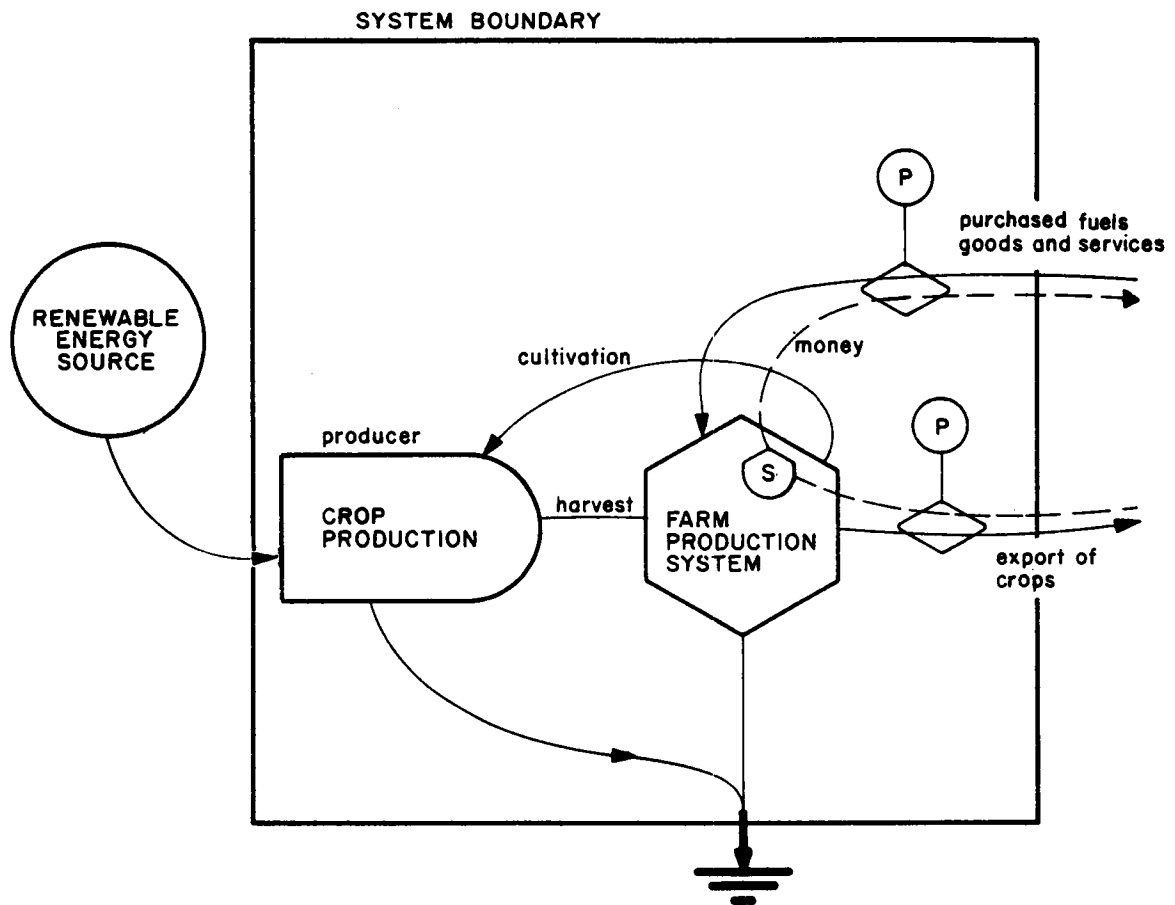 SYSTEM BOUNDARY
P
purchased fuels
goods and services
RENEWABLE
ENERGY
SOURCE
money
cultivation
P
producer
S
harvest
CROP
PRODUCTION
FARM
PRODUCTION
SYSTEM
export of
crops